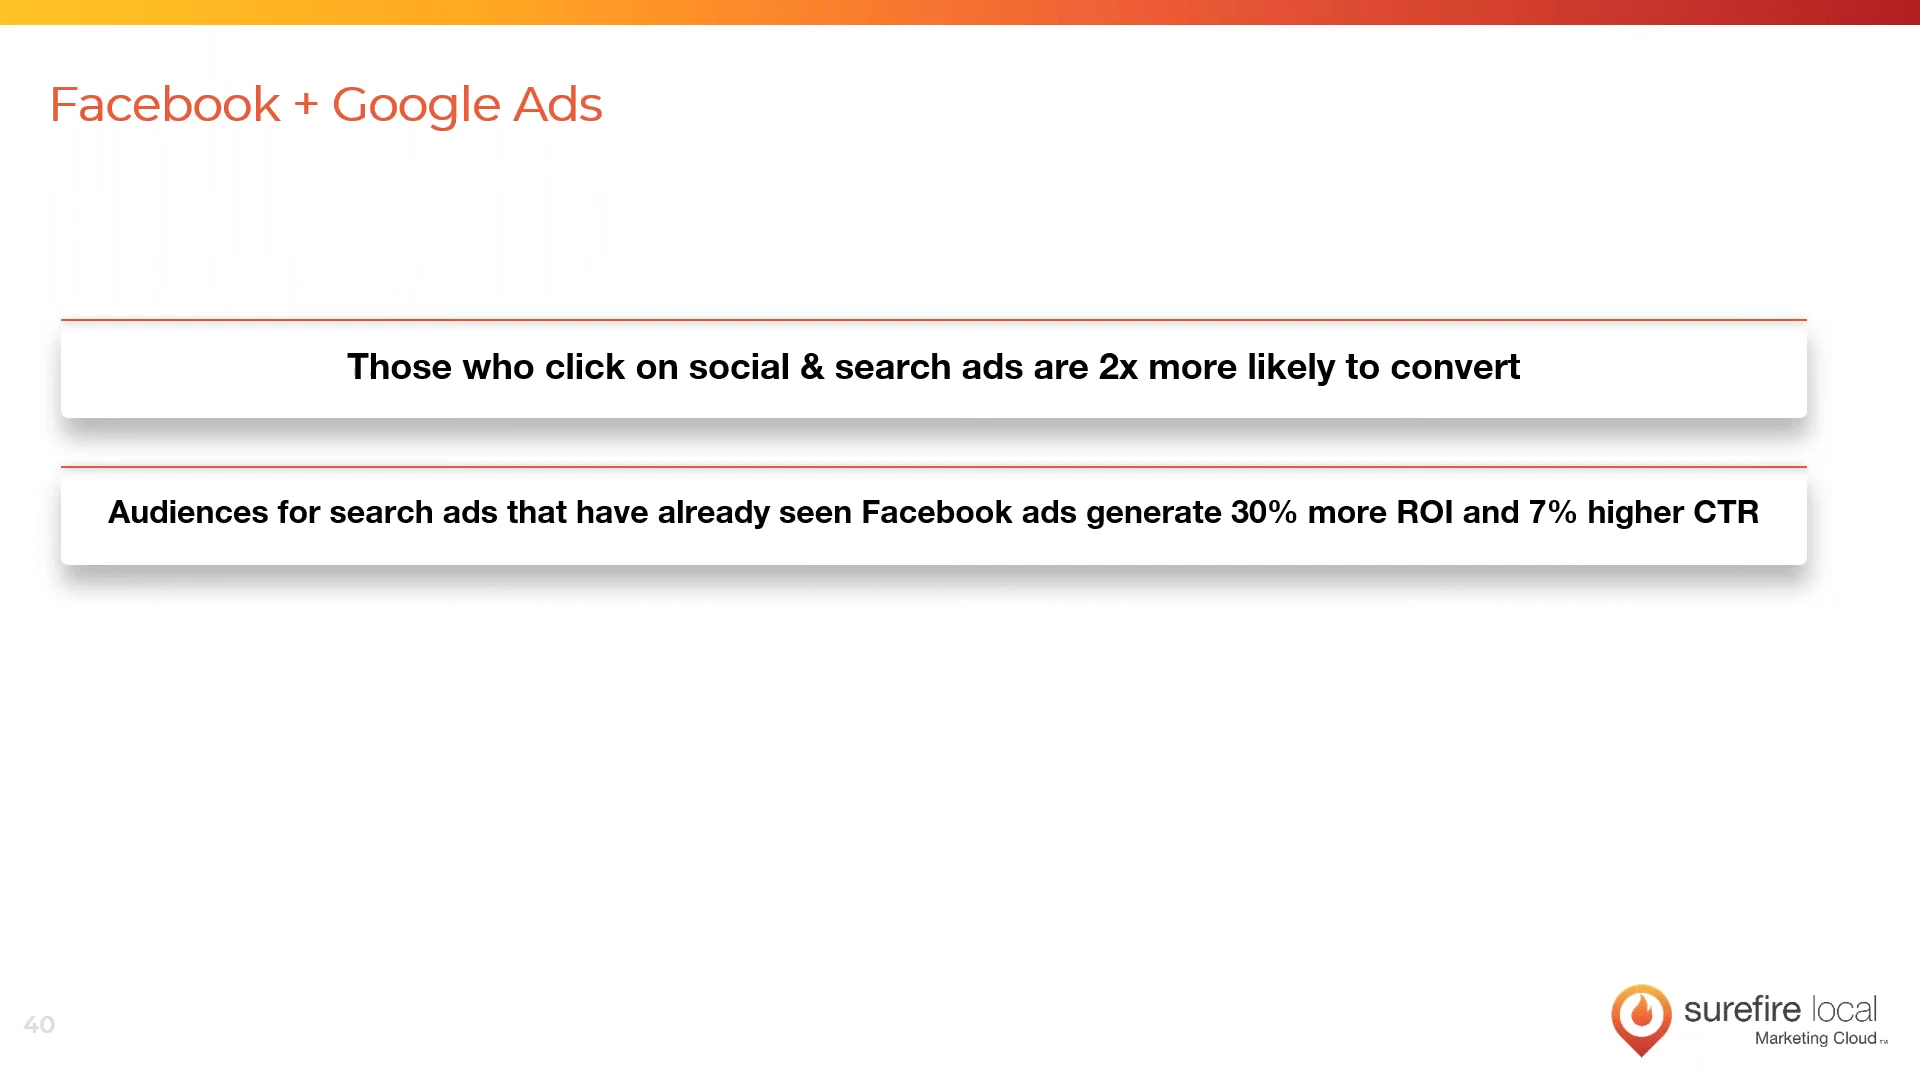 Facebook + Google Ads
Those who click on social & search ads are 2x more likely to convert
Audiences for search ads that have already seen Facebook ads generate 30% more ROI and 7% higher CTR
40
surefire local
Marketing Cloud™